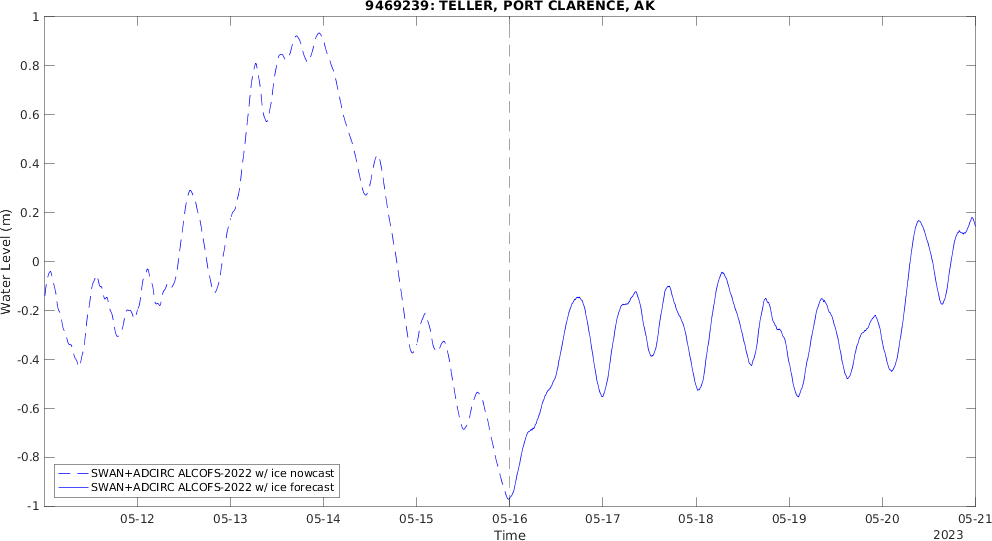 9469239: TELLER, PORT CLARENCE, AK
1
0.8
0.6
0.4
0.2
0
-0.2
-0.4
-0.6
-0.8
-1
Water Level (m)
SWAN+ADCIRC ALCOFS-2022 w/ ice nowcast
SWAN+ADCIRC ALCOFS-2022 w/ ice forecast
05-12 05-13 05-14 05-15 05-16 05-17 05-18 05-19 05-20 05-21
Time
2023